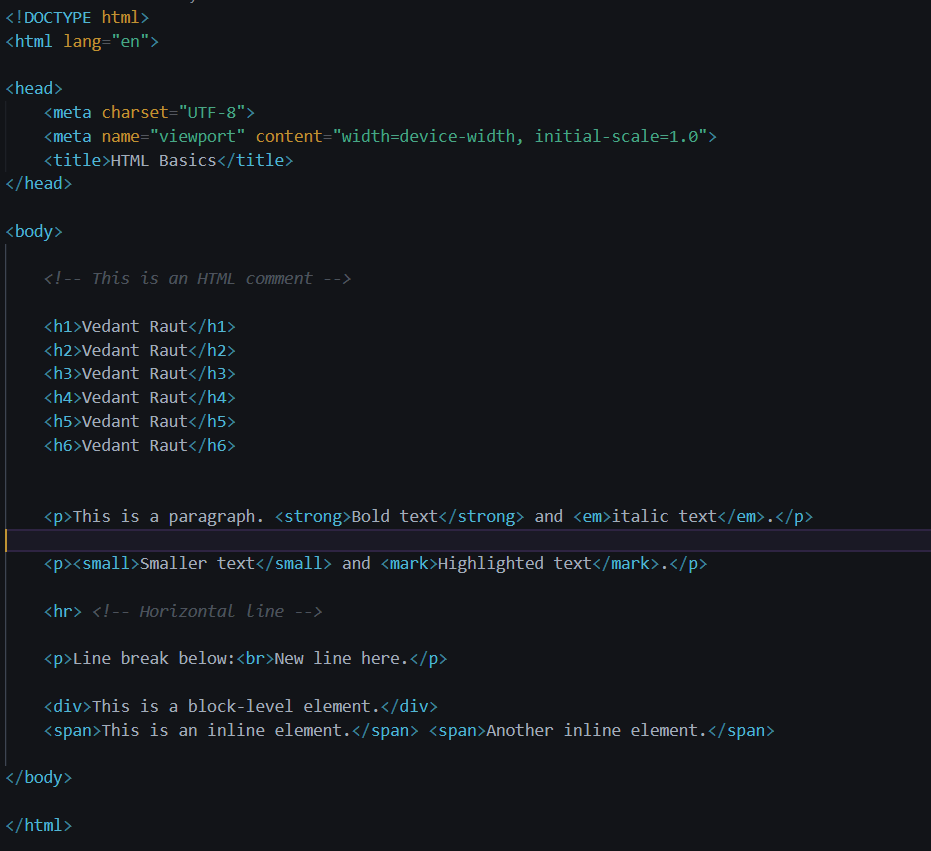 <!DOCTYPE html>
<html lang="en">
<head>
<meta charset="UTF-8">
<meta name="viewport" content="width=device-width, initial-scale=1.0">
<title>HTML Basics</title>
</head>
<body>
<!-- This is an HTML comment -->
<h1>Vedant Raut</h1>
<h2>Vedant Raut</h2>
<h3>Vedant Raut</h3>
<h4>Vedant Raut</h4>
<h5>Vedant Raut</h5>
<h6>Vedant Raut</h6>
<p>This is a paragraph. <strong>Bold text</strong> and <em>italic text</em>.</p>
<p><small>Smaller text</small> and <mark>Highlighted text</mark>.</p>
<hr> <!-- Horizontal line -->
<p>Line break below:<br>New line here.</p>
<div>This is a block-level element.</div>
<span>This is an inline element.</span> <span>Another inline element.</span>
</body>
</html>